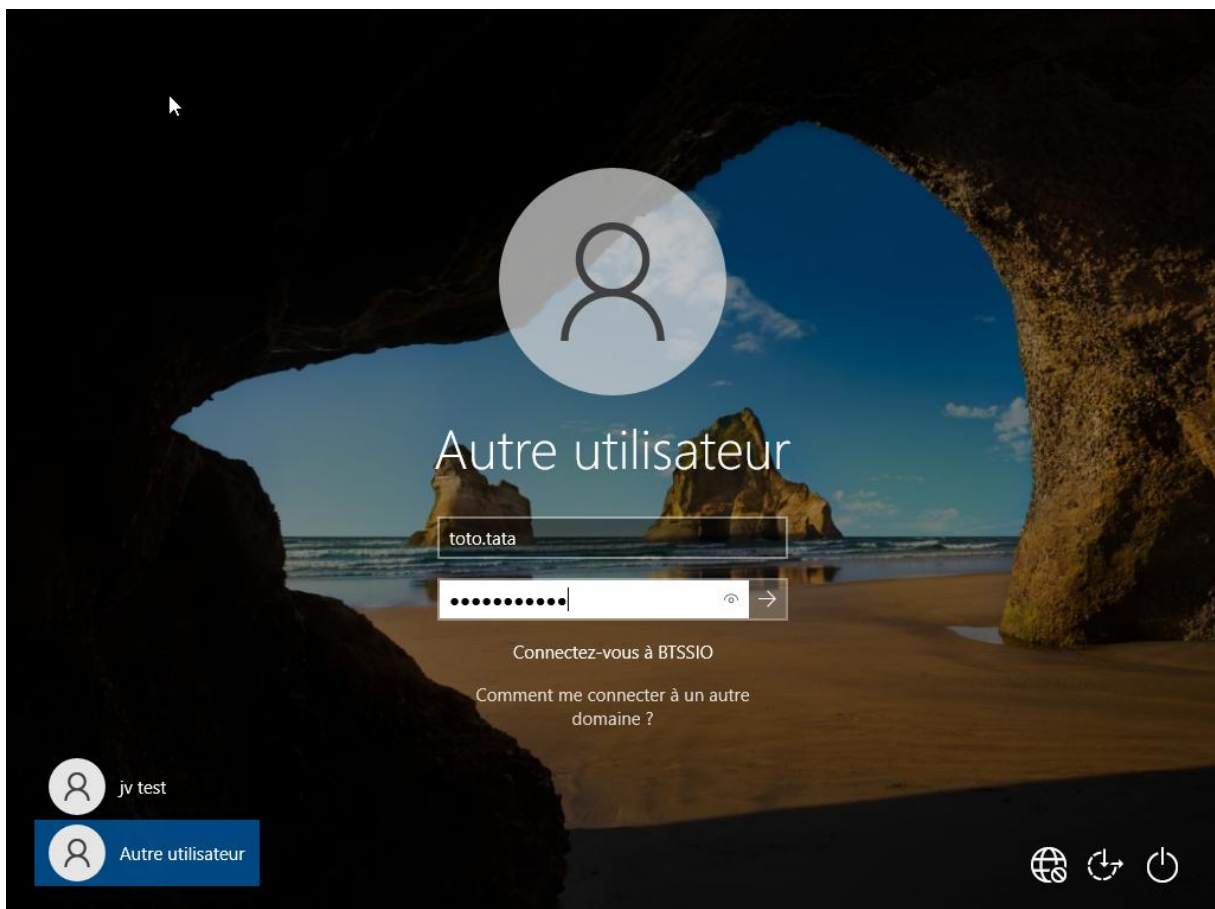 Autre utilisateur
toto.tata
Connectez-vous à BTSSIO
Comment me connecter à un autre
domaine ?
jv test
Autre utilisateur